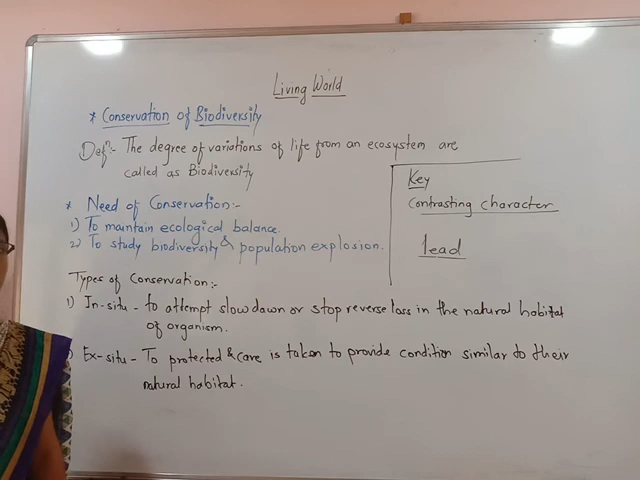 Living World
* Conservation of Biodiversity
Defⁿ:- The degree of variations of life from an ecosystem are
called as Biodiversity
Key
Contrasting character
lead
* Need of Conservation:-
1) To maintain ecological balance.
2) To study biodiversity & population explosion.
Types of Conservation:-
1) In-situ - to attempt slow dawn or stop reverse loss in the natural habitat
of organism.
) Ex-situ - To protected & care is taken to provide condition similar to their
natural habitat.